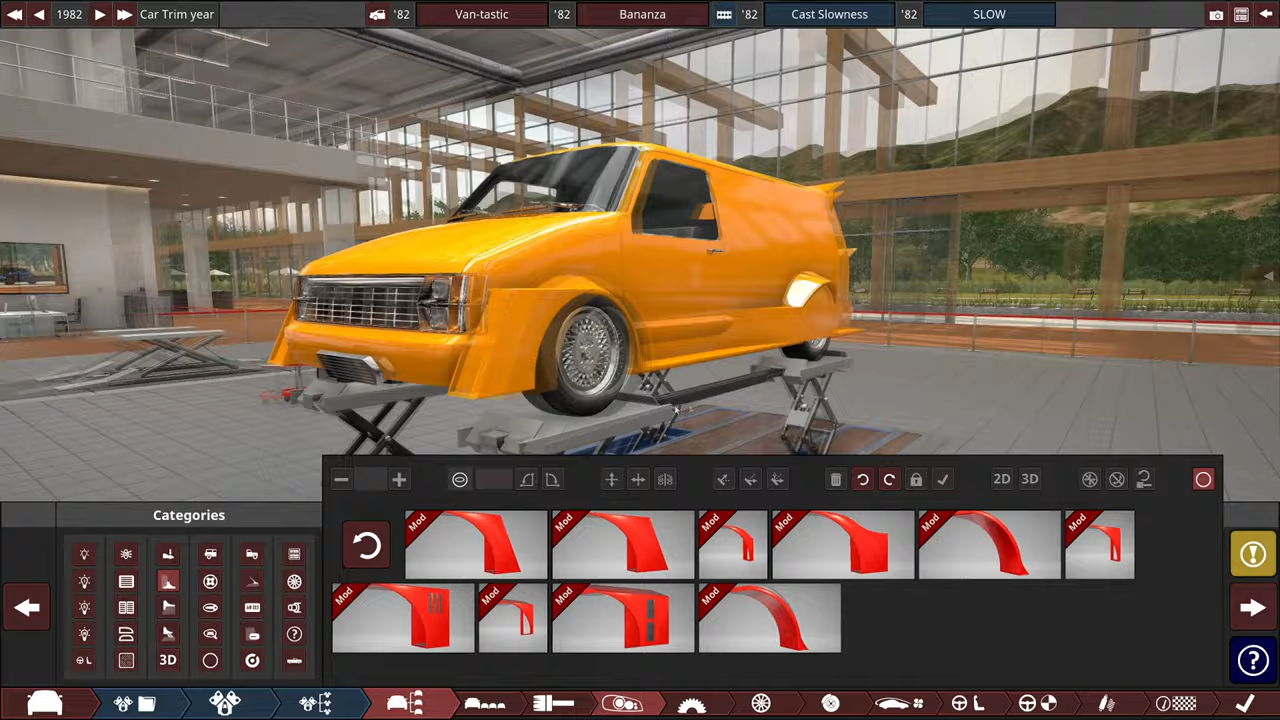 1982 Car Trim year '82 Van-tastic '82 Bananza '82 Cast Slowness '82 SLOW
2D 3D
Categories
Mod Mod Mod Mod Mod Mod
Mod Mod Mod Mod
3D